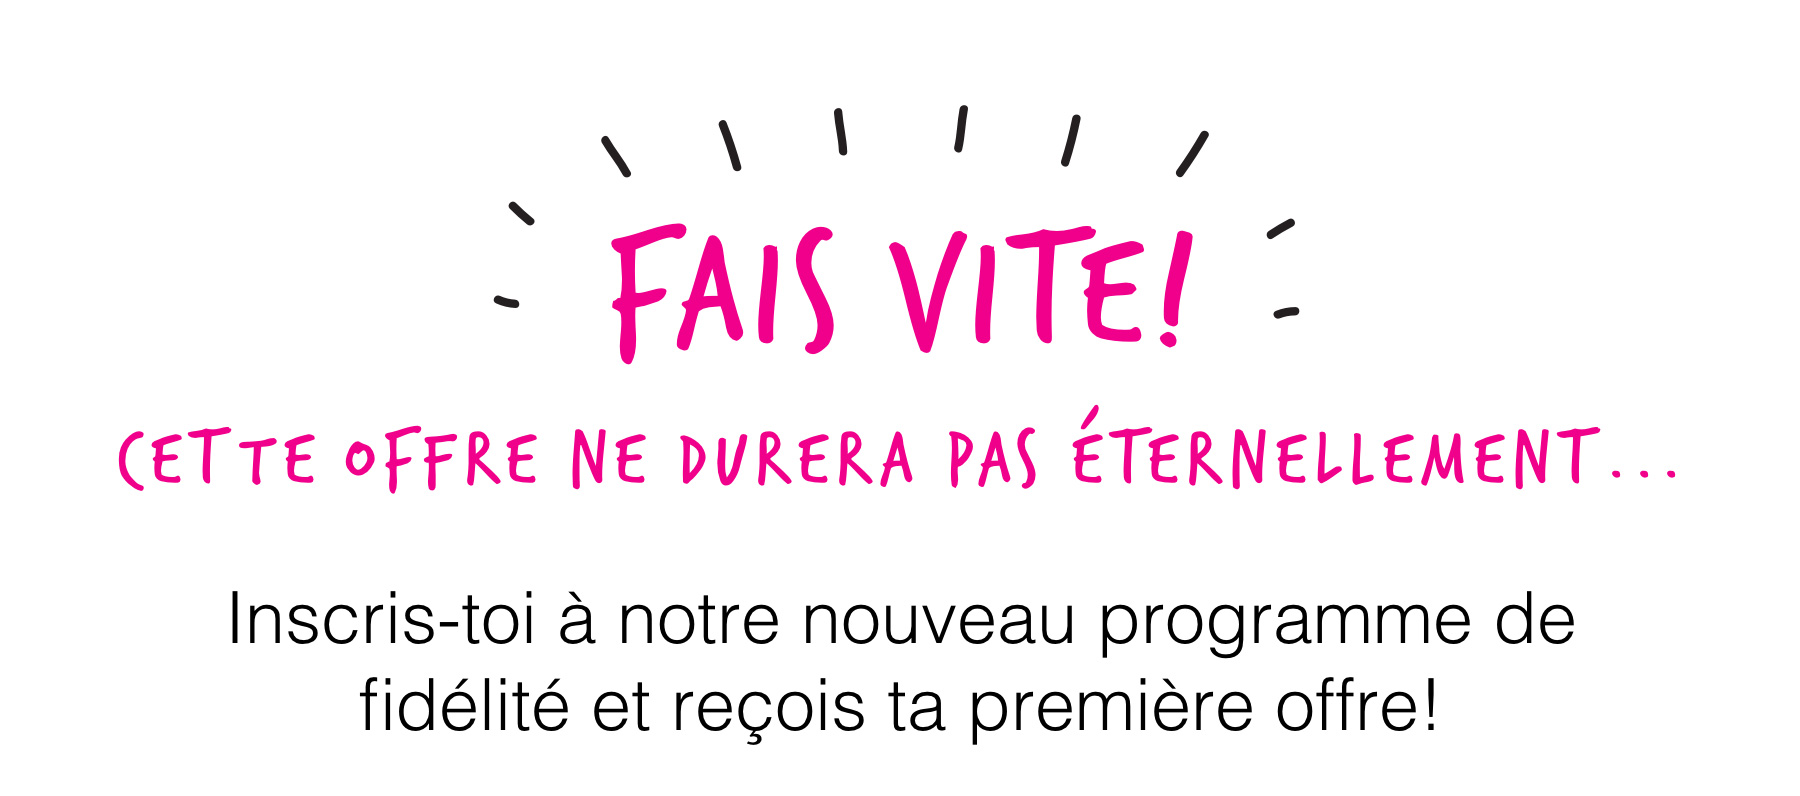 FAIS VITE!
CETTE OFFRE NE DURERA PAS ÉTERNELLEMENT...
Inscris-toi à notre nouveau programme de
fidélité et reçois ta première offre!